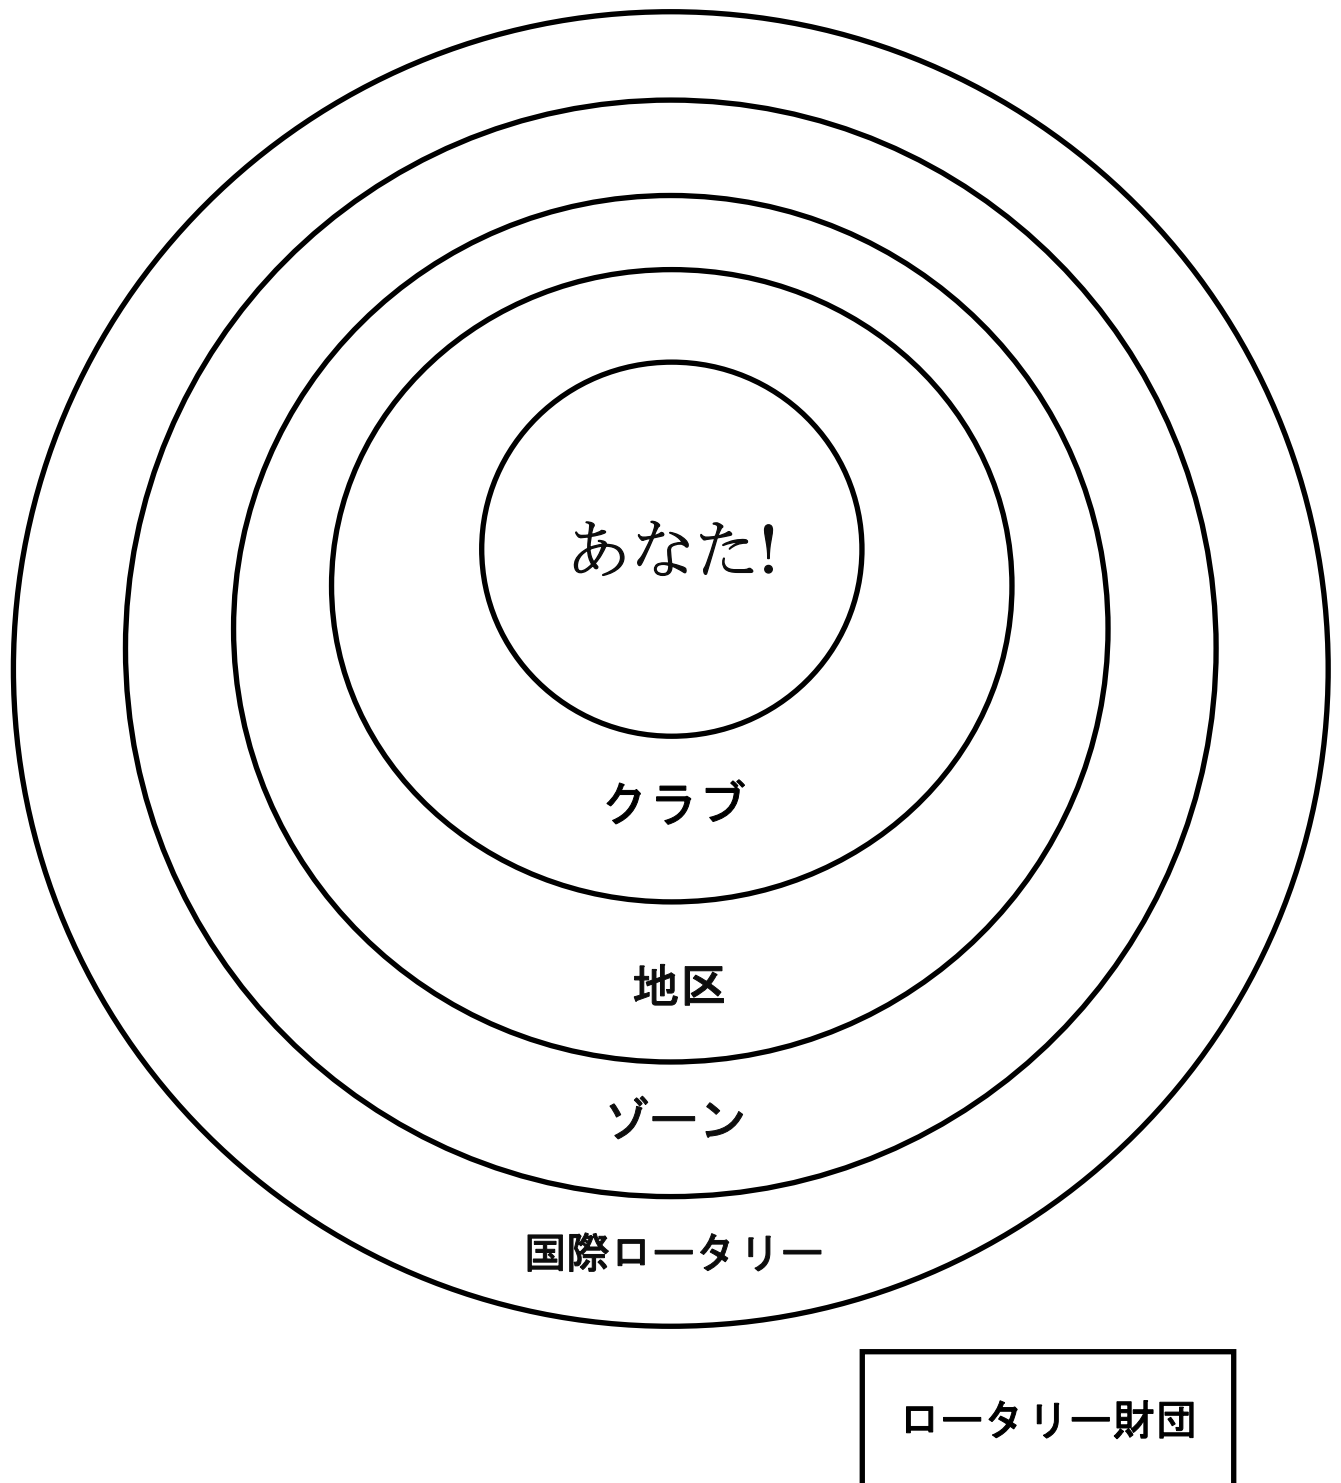 あなた!
クラブ
地区
ゾーン
国際ロータリー
ロータリー財団